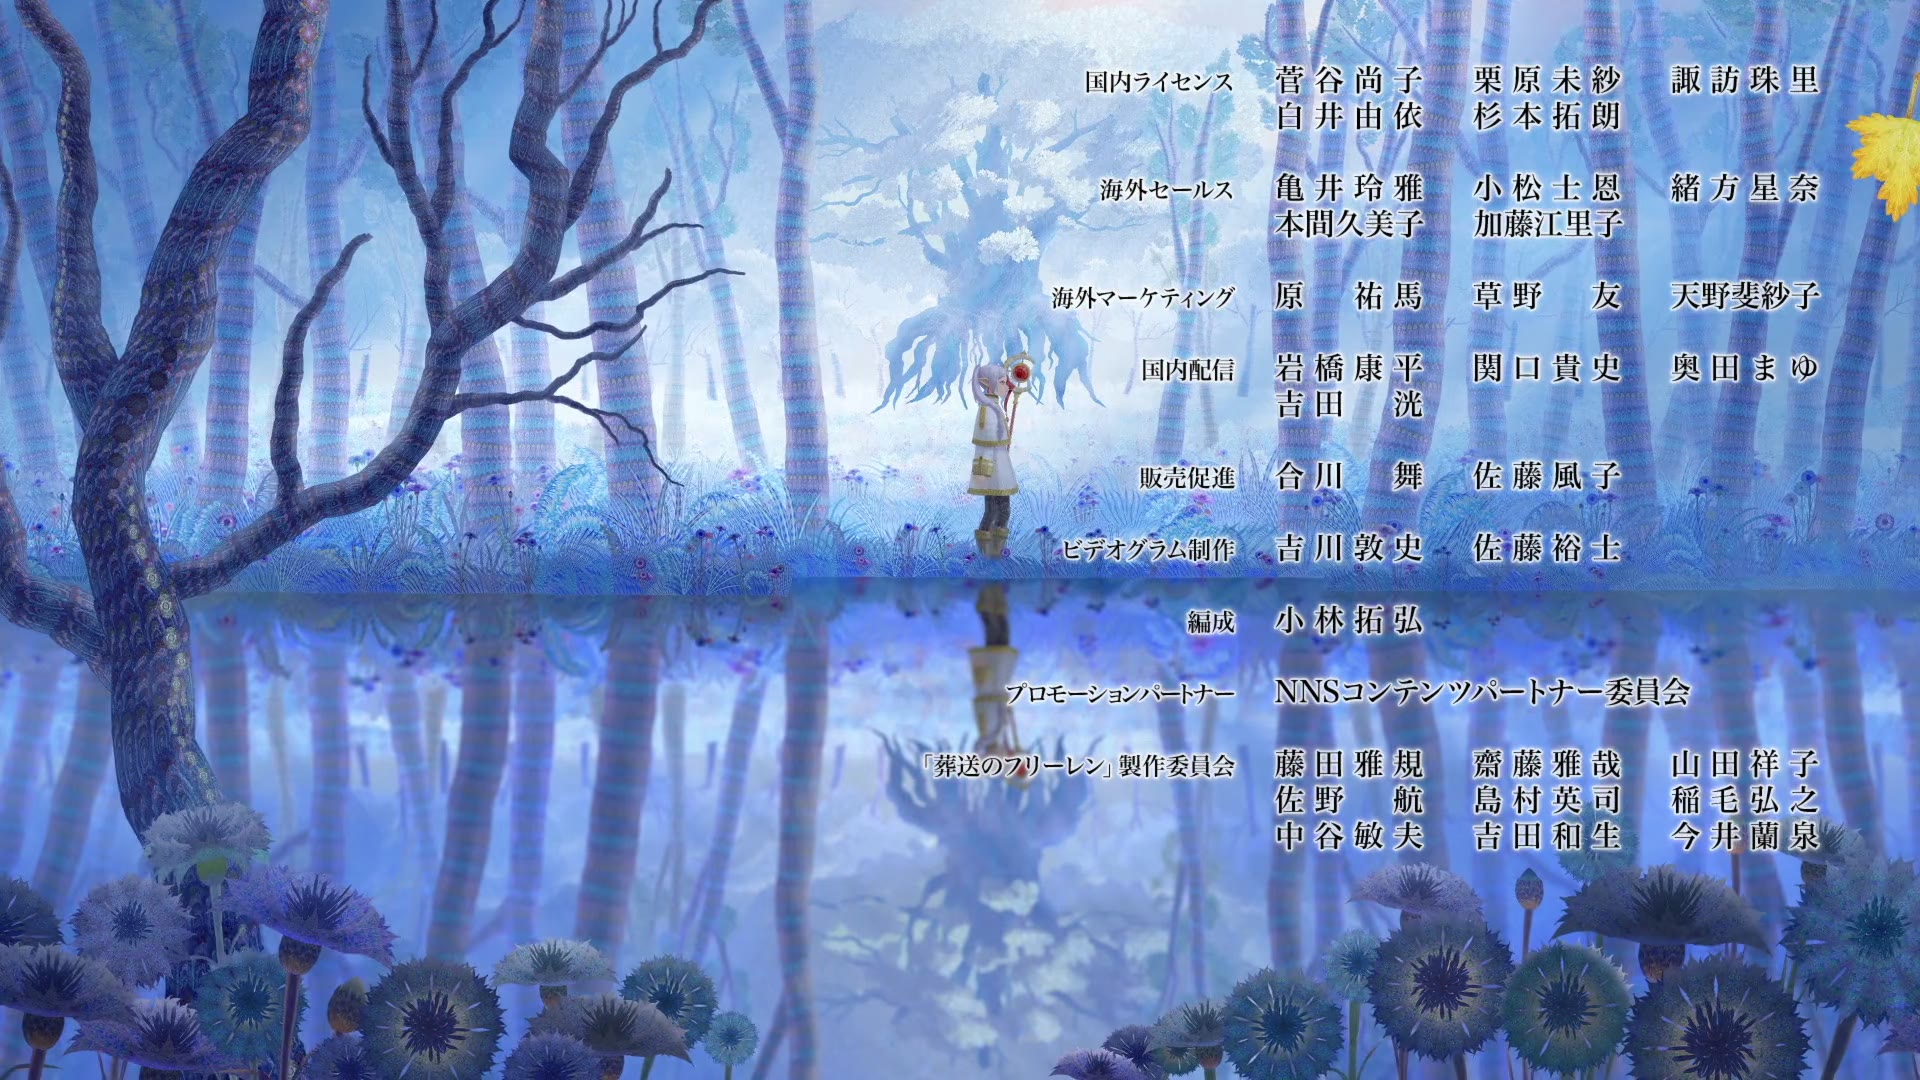 国内ライセンス 菅谷尚子 栗原未紗 諏訪珠里
白井由依 杉本拓朗
海外セールス 亀井玲雅 小松士恩 緒方星奈
本間久美子 加藤江里子
海外マーケティング 原祐馬 草野友 天野斐紗子
国内配信 岩橋康平 関口貴史 奥田まゆ
吉田洸
販売促進 合川舞 佐藤風子
ビデオグラム制作 吉川敦史 佐藤裕士
編成 小林拓弘
プロモーションパートナー NNSコンテンツパートナー委員会
「葬送のフリーレン」製作委員会 藤田雅規 齋藤雅哉 山田祥子
佐野航 島村英司 稲毛弘之
中谷敏夫 吉田和生 今井蘭泉